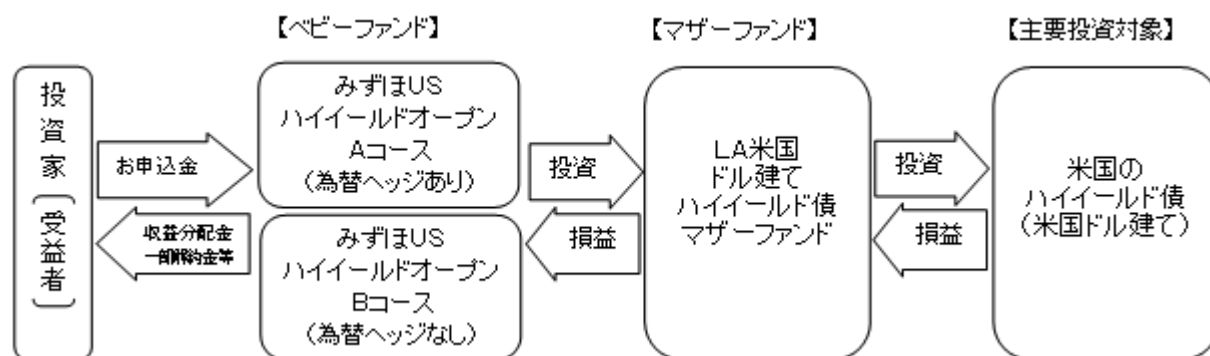 【ベビーファンド】
【マザーファンド】
【主要投資対象】
投資家(受益者)
お申込金
収益分配金
一部解約金等
みずほUS
ハイイールドオープン
Aコース
(為替ヘッジあり)
みずほUS
ハイイールドオープン
Bコース
(為替ヘッジなし)
投資
損益
LA米国
ドル建て
ハイイールド債
マザーファンド
投資
損益
米国の
ハイイールド債
(米国ドル建て)